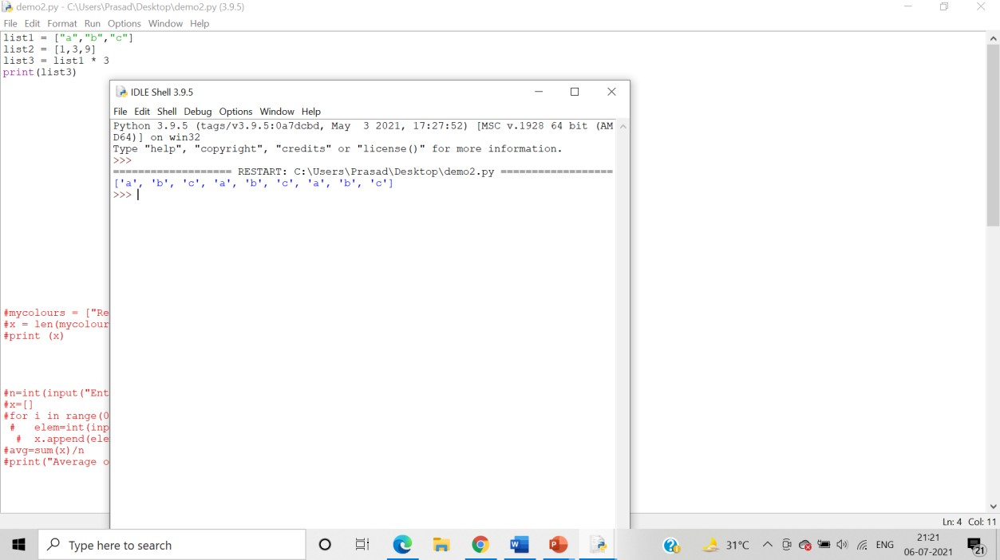 demo2.py - C:\Users\Prasad\Desktop\demo2.py (3.9.5)
File Edit Format Run Options Window Help
list1 = ["a","b","c"]
list2 = [1,3,9]
list3 = list1 * 3
print(list3)
IDLE Shell 3.9.5
File Edit Shell Debug Options Window Help
Python 3.9.5 (tags/v3.9.5:0a7dcbd, May  3 2021, 17:27:52) [MSC v.1928 64 bit (AM
D64)] on win32
Type "help", "copyright", "credits" or "license()" for more information.
>>>
=================== RESTART: C:\Users\Prasad\Desktop\demo2.py ==================
['a', 'b', 'c', 'a', 'b', 'c', 'a', 'b', 'c']
>>>
#mycolours = ["Re
#x = len(mycolour
#print (x)
#n=int(input("Ent
#x=[]
#for i in range(0
#   elem=int(inp
#  x.append(ele
#avg=sum(x)/n
#print("Average o
Ln: 4 Col: 11
Type here to search
31°C
ENG
21:21
06-07-2021
21